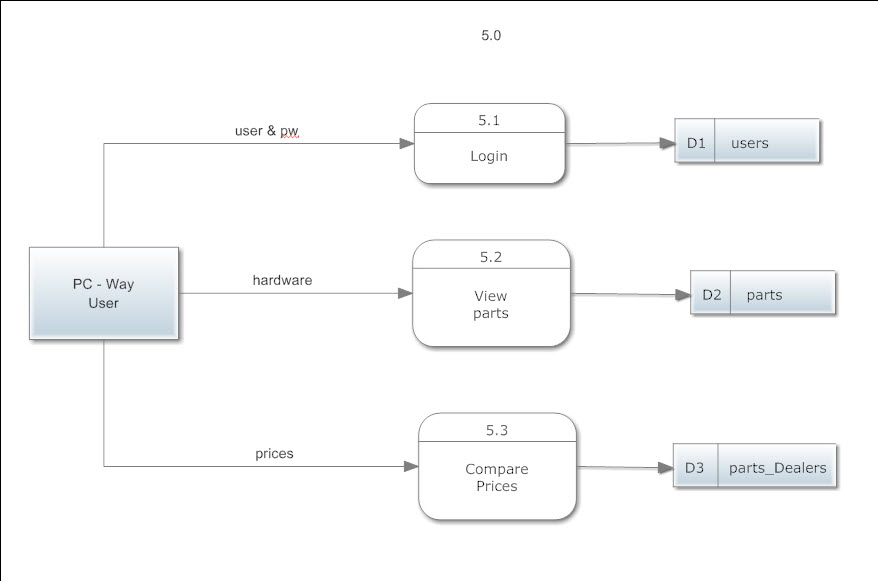 5.0
user & pw
5.1
Login
D1 users
PC - Way
User
hardware
5.2
View
parts
D2 parts
prices
5.3
Compare
Prices
D3 parts_Dealers